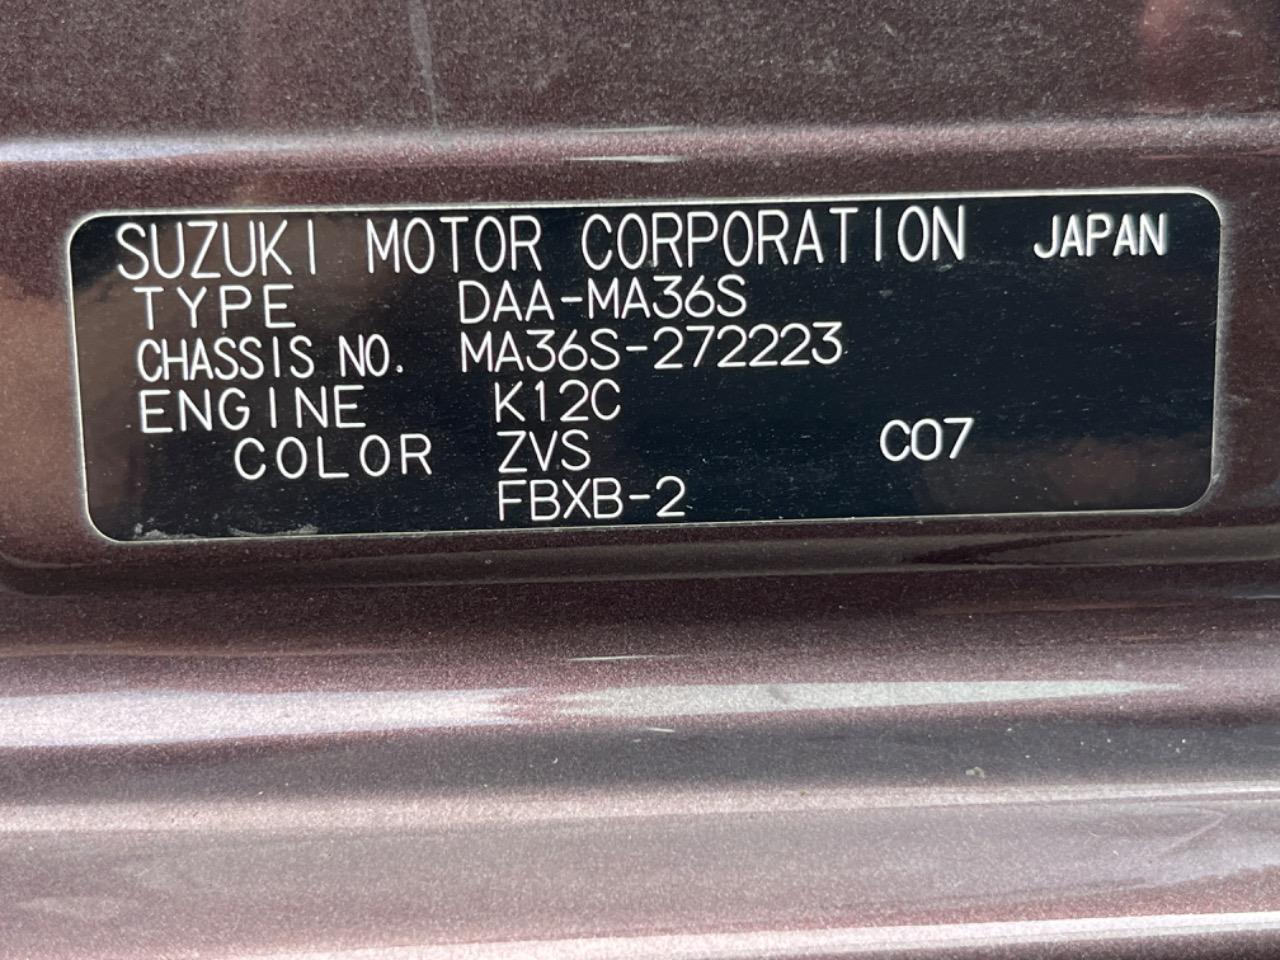 SUZUKI MOTOR CORPORATION JAPAN
TYPE DAA-MA36S
CHASSIS NO. MA36S-272223
ENGINE K12C
COLOR ZVS C07
FBXB-2